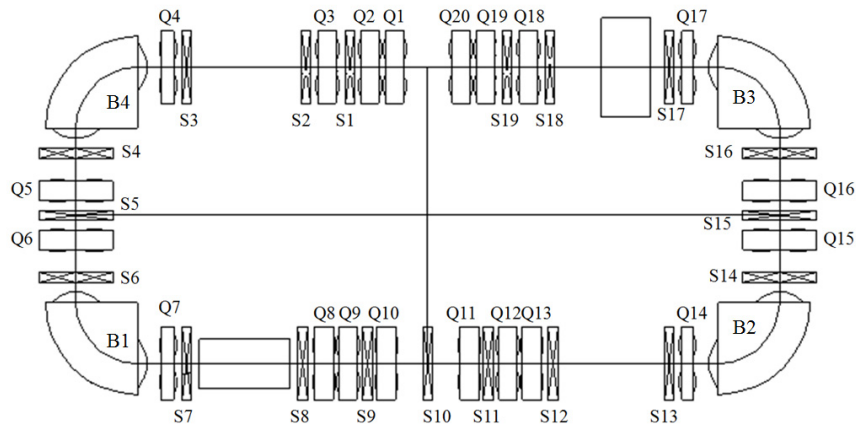 Q4 Q3 Q2 Q1 Q20 Q19 Q18 Q17
B4 B3
S3 S2 S1 S19 S18 S17
S4 S16
Q5 Q16
S5 S15
Q6 Q15
S6 S14
Q7 Q8 Q9 Q10 Q11 Q12 Q13 Q14
B1 B2
S7 S8 S9 S10 S11 S12 S13